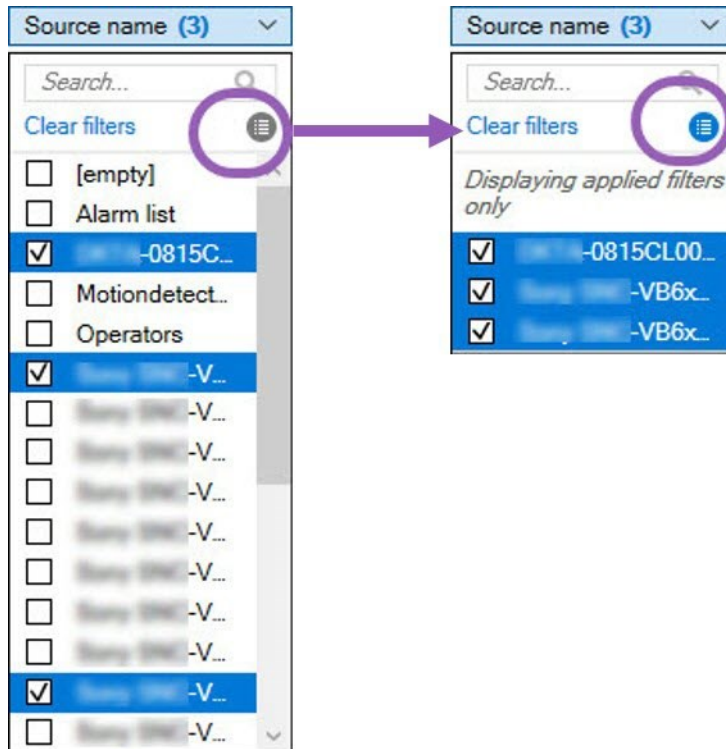 Source name (3)
Search...
Clear filters
[empty]
Alarm list
-0815C...
Motiondetect...
Operators
-V...
-V...
-V...
-V...
-V...
-V...
-V...
-V...
-V...
-V...
Source name (3)
Search...
Clear filters
Displaying applied filters
only
-0815CL00...
-VB6x...
-VB6x...